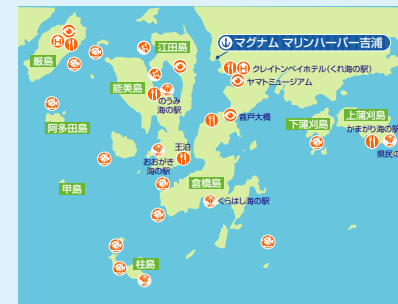 江田島
マグナム マリンハーバー 吉浦
厳島
クレイトンベイホテル(くれ海の駅)
ヤマトミュージアム
能美島
のうみ
海の駅
音戸大橋
上蒲刈島
阿多田島
下蒲刈島
かまがり海の駅
県民の
王泊
おおがき
海の駅
倉橋島
甲島
くらはし海の駅
柱島